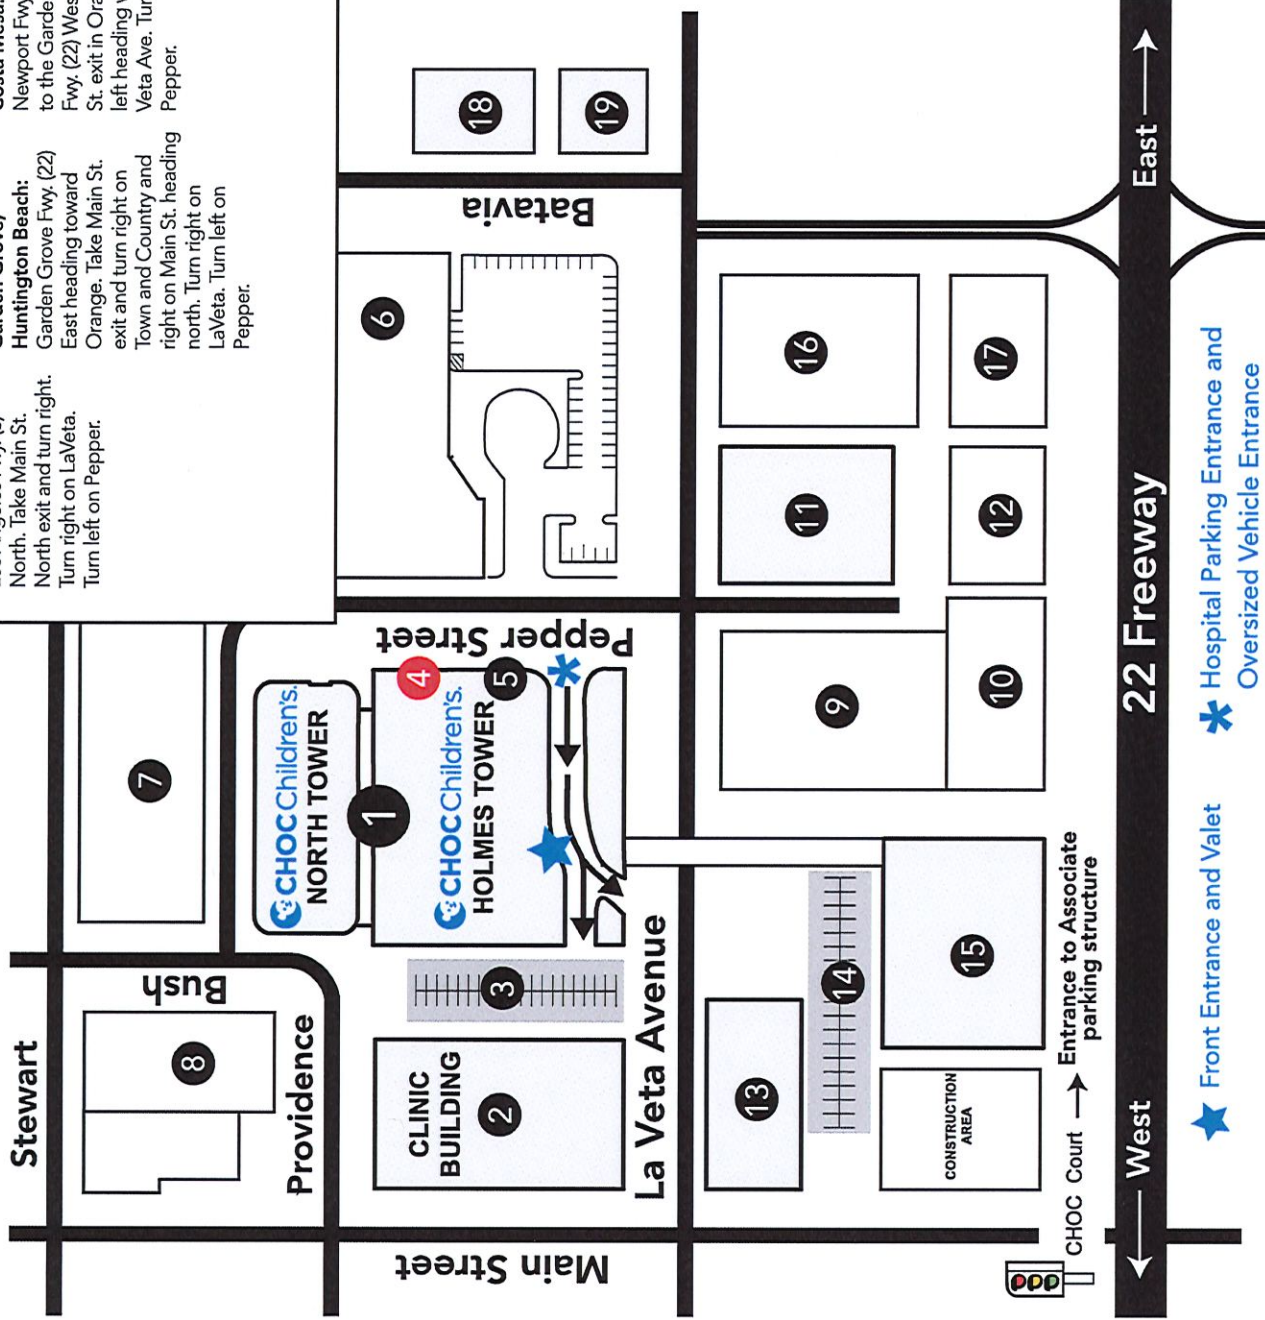 North. Take Main St.
North exit and turn right.
Turn right on LaVeta.
Turn left on Pepper.
Huntington Beach:
Garden Grove Fwy. (22)
East heading toward
Orange. Take Main St.
exit and turn right on
Town and Country and
right on Main St. heading
north. Turn right on
LaVeta. Turn left on
Pepper.
Newport Fwy
to the Garde
Fwy. (22) Wes
St. exit in Ora
left heading
Veta Ave. Tur
Pepper.
Stewart
8
Bush
7
Providence
CHOC Children's.
NORTH TOWER
1
CHOC Children's.
HOLMES TOWER
4
5
Pepper Street
6
Batavia
18
19
Main Street
CLINIC
BUILDING
2
3
La Veta Avenue
13
14
CONSTRUCTION
AREA
15
9
10
11
12
16
17
CHOC Court
Entrance to Associate
parking structure
West
22 Freeway
East
Front Entrance and Valet
* Hospital Parking Entrance and
Oversized Vehicle Entrance